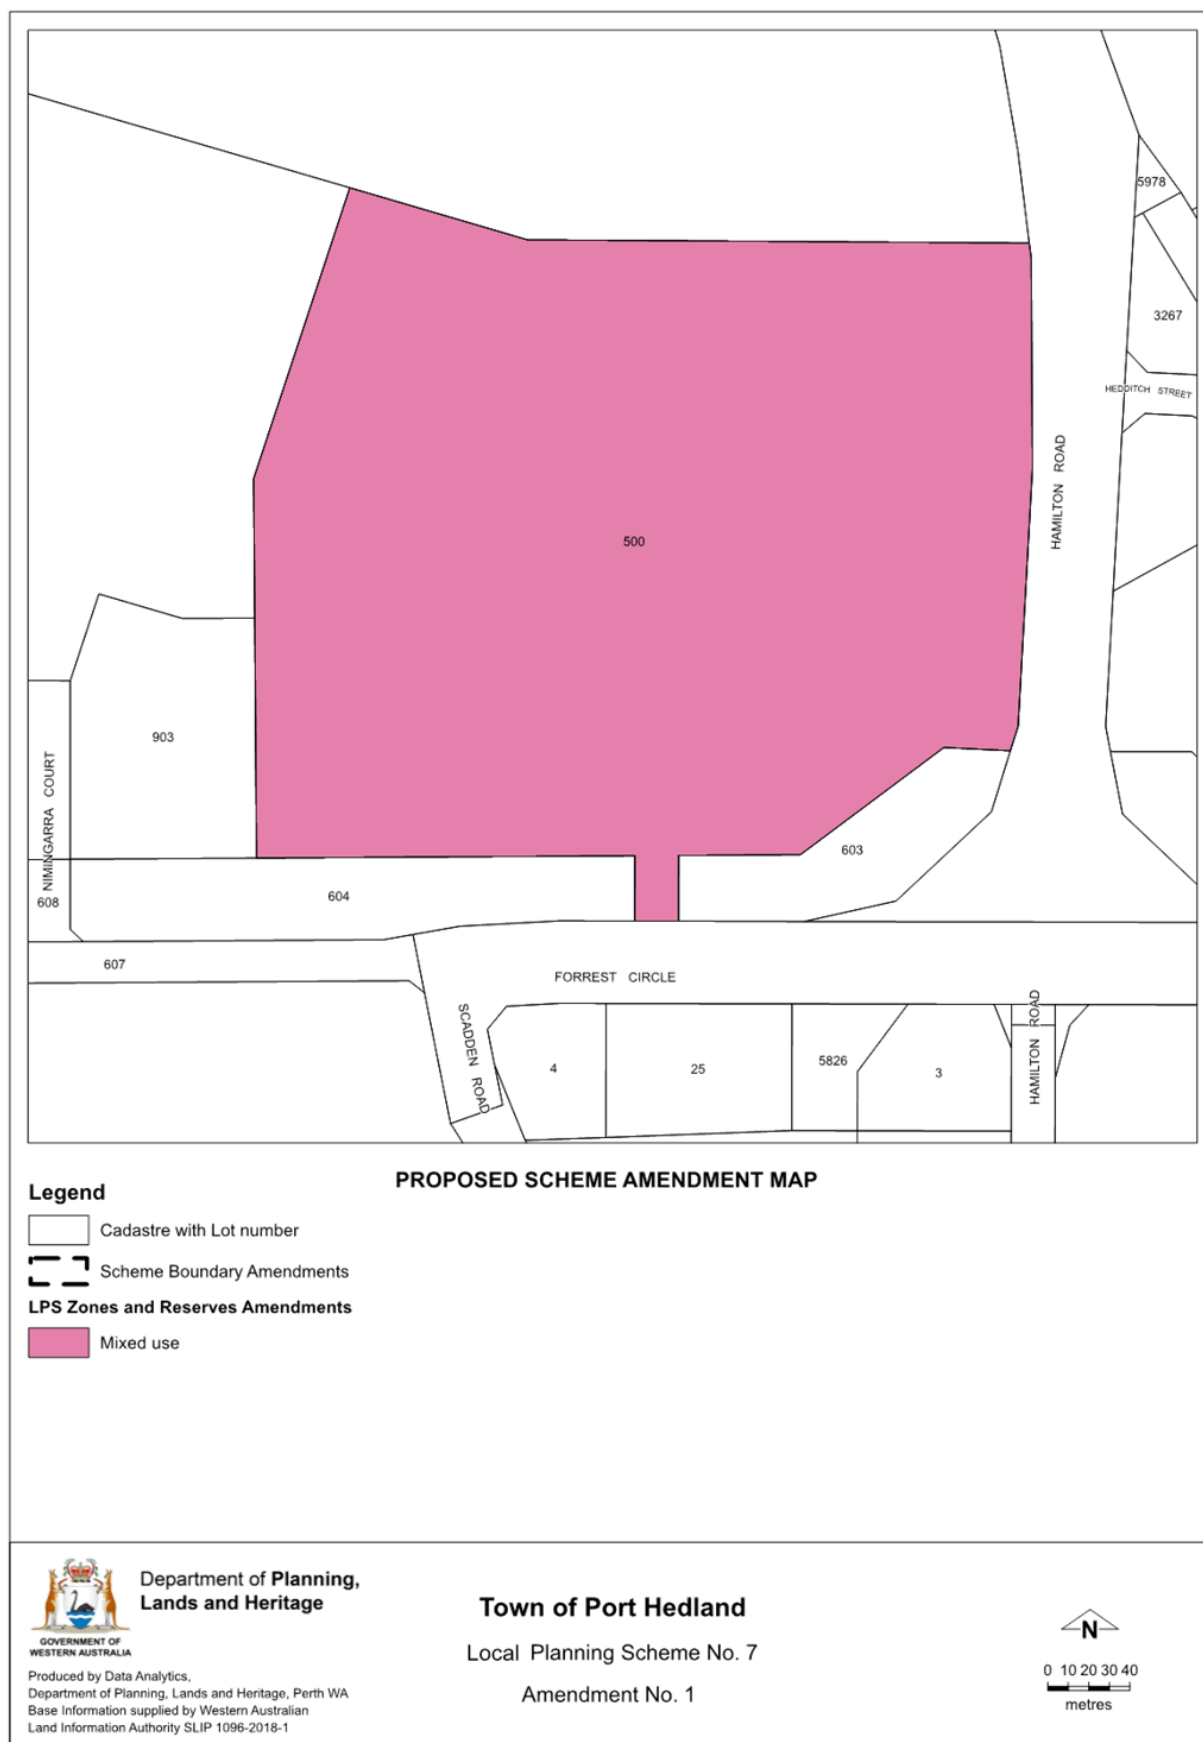 5978
3267
HEDDITCH STREET
HAMILTON ROAD
500
903
NIMINGARRA COURT
603
604
608
607
FORREST CIRCLE
SCADDEN ROAD
HAMILTON ROAD
4
25
5826
3
PROPOSED SCHEME AMENDMENT MAP
Legend
Cadastre with Lot number
Scheme Boundary Amendments
LPS Zones and Reserves Amendments
Mixed use
Department of Planning,
Lands and Heritage
GOVERNMENT OF
WESTERN AUSTRALIA
Produced by Data Analytics,
Department of Planning, Lands and Heritage, Perth WA
Base Information supplied by Western Australian
Land Information Authority SLIP 1096-2018-1
Town of Port Hedland
Local Planning Scheme No. 7
Amendment No. 1
N
0 10 20 30 40
metres